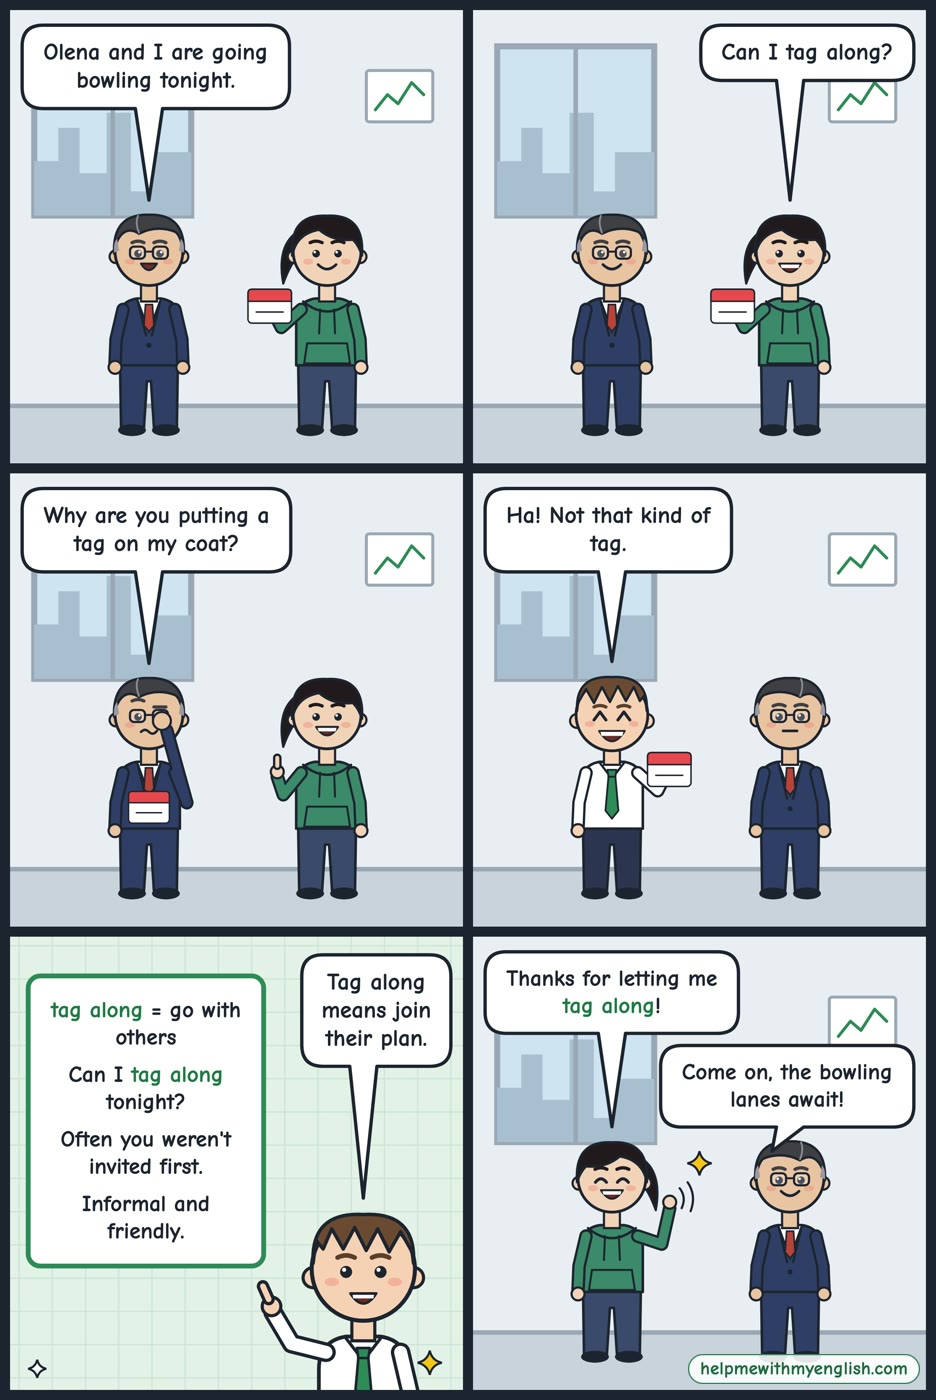 Olena and I are going
bowling tonight.
Can I tag along?
Why are you putting a
tag on my coat?
Ha! Not that kind of
tag.
tag along = go with
others
Can I tag along
tonight?
Often you weren't
invited first.
Informal and
friendly.
Tag along
means join
their plan.
Thanks for letting me
tag along!
Come on, the bowling
lanes await!
helpmewithmyenglish.com